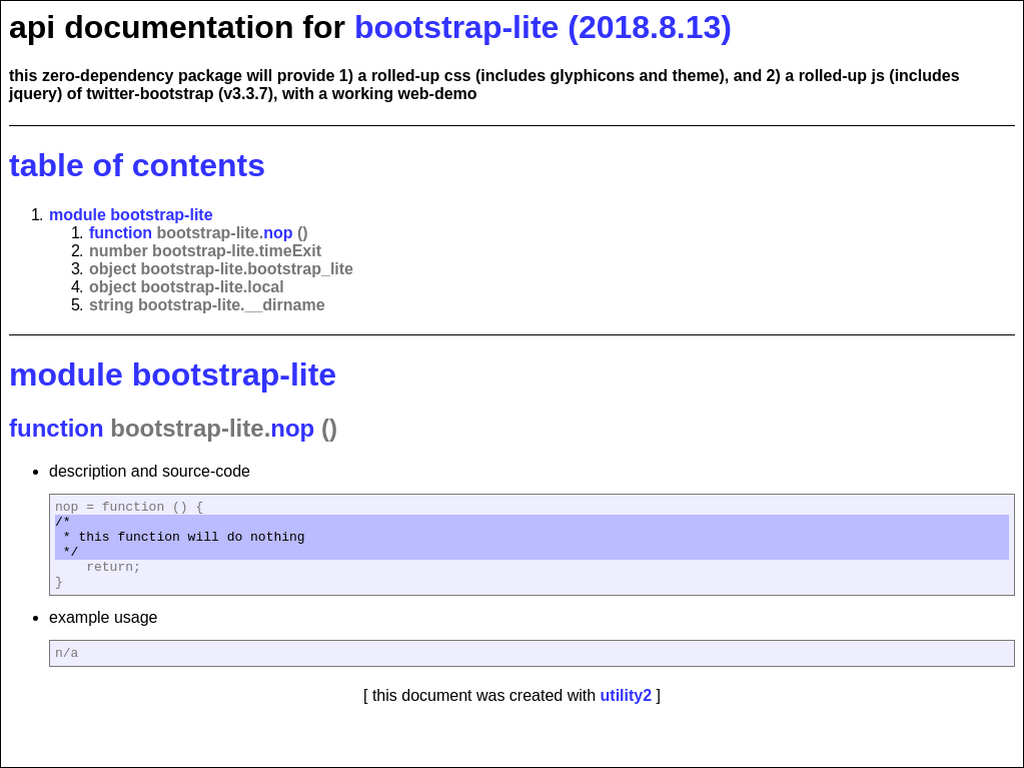 api documentation for bootstrap-lite (2018.8.13)
this zero-dependency package will provide 1) a rolled-up css (includes glyphicons and theme), and 2) a rolled-up js (includes
jquery) of twitter-bootstrap (v3.3.7), with a working web-demo
table of contents
1. module bootstrap-lite
1. function bootstrap-lite.nop ()
2. number bootstrap-lite.timeExit
3. object bootstrap-lite.bootstrap_lite
4. object bootstrap-lite.local
5. string bootstrap-lite.__dirname
module bootstrap-lite
function bootstrap-lite.nop ()
• description and source-code
nop = function () {
/*
 * this function will do nothing
 */
    return;
}
• example usage
n/a
[ this document was created with utility2 ]